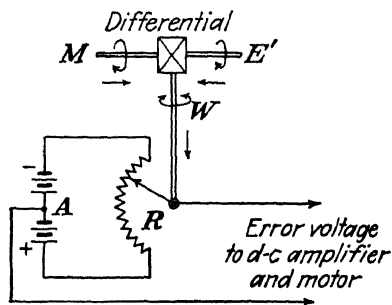 Differential
M E'
W
-
A
R
+
Error voltage
to d-c amplifier
and motor